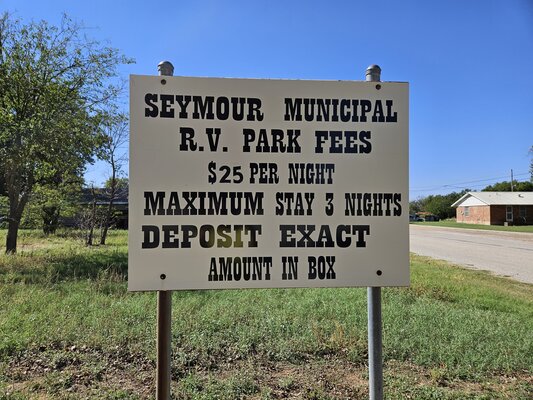 SEYMOUR MUNICIPAL
R.V. PARK FEES
$25 PER NIGHT
MAXIMUM STAY 3 NIGHTS
DEPOSIT EXACT
AMOUNT IN BOX